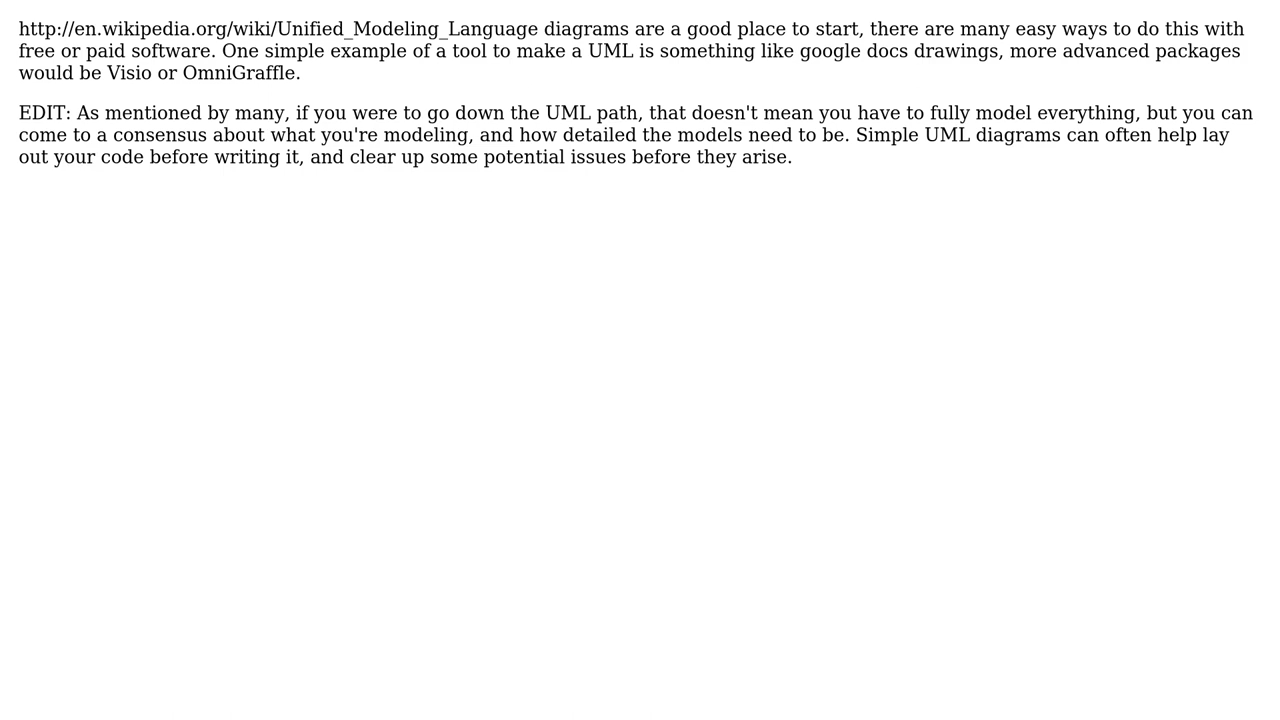 http://en.wikipedia.org/wiki/Unified_Modeling_Language diagrams are a good place to start, there are many easy ways to do this with
free or paid software. One simple example of a tool to make a UML is something like google docs drawings, more advanced packages
would be Visio or OmniGraffle.
EDIT: As mentioned by many, if you were to go down the UML path, that doesn't mean you have to fully model everything, but you can
come to a consensus about what you're modeling, and how detailed the models need to be. Simple UML diagrams can often help lay
out your code before writing it, and clear up some potential issues before they arise.